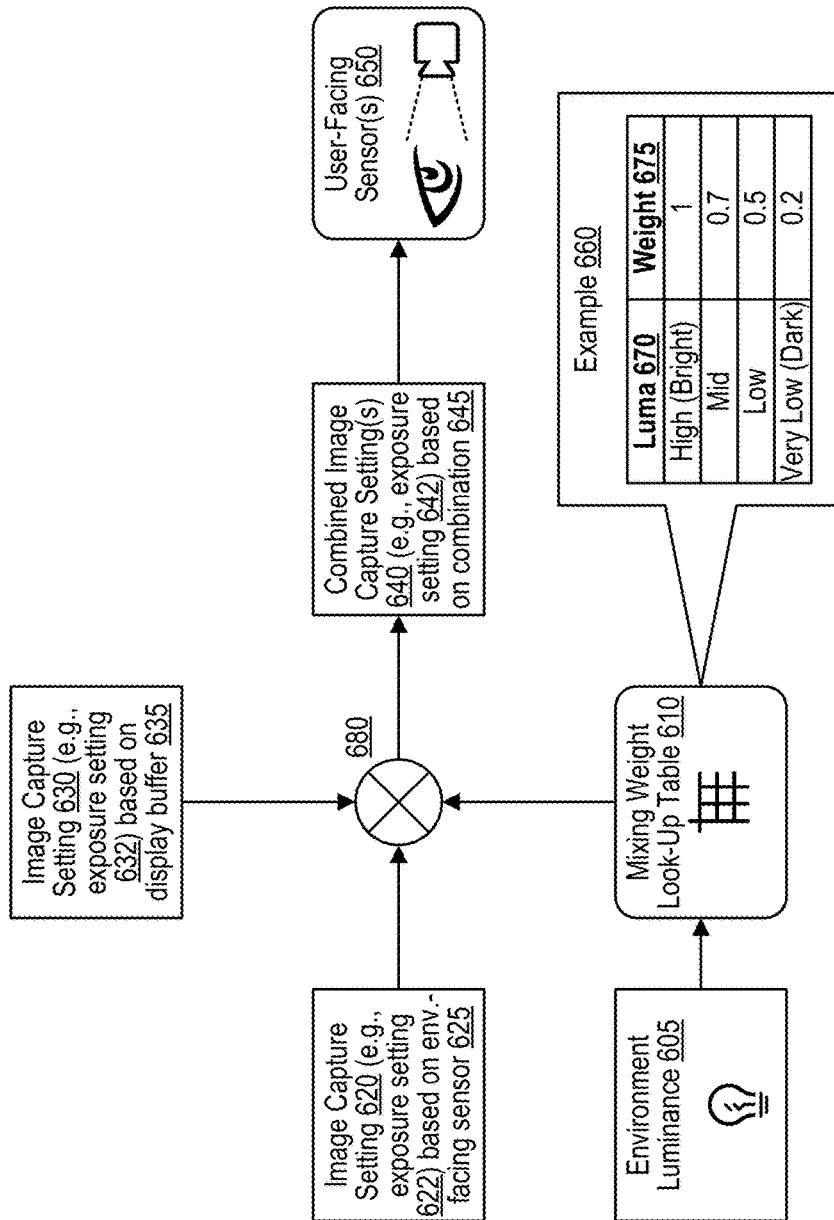 Image Capture
Setting 630 (e.g.,
exposure setting
632) based on
display buffer 635
Image Capture
Setting 620 (e.g.,
exposure setting
622) based on env.-
facing sensor 625
680
Combined Image
Capture Setting(s)
640 (e.g., exposure
setting 642) based
on combination 645
User-Facing
Sensor(s) 650
Environment
Luminance 605
Mixing Weight
Look-Up Table 610
Example 660
Luma 670 Weight 675
High (Bright) 1
Mid 0.7
Low 0.5
Very Low (Dark) 0.2